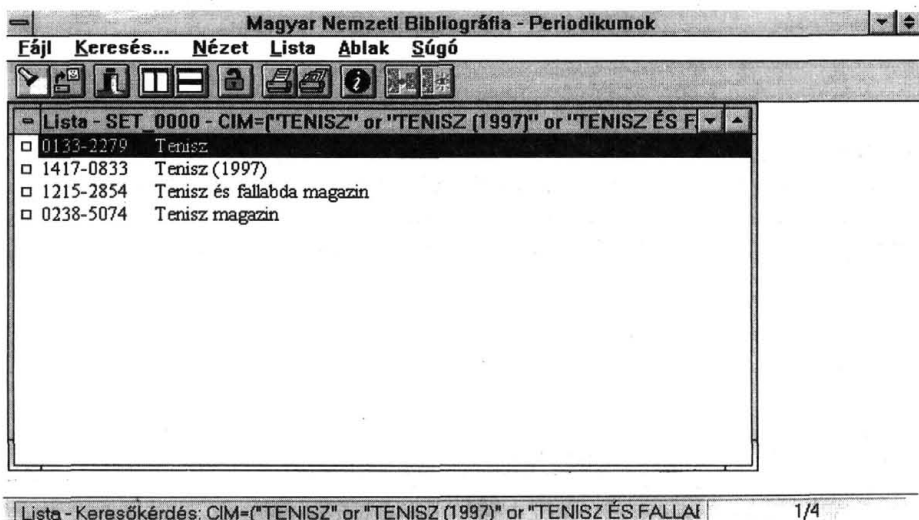 Magyar Nemzeti Bibliográfia - Periodikumok
Fájl Keresés... Nézet Lista Ablak Súgó
Lista - SET_0000 - CIM=("TENISZ" or "TENISZ (1997)" or "TENISZ ÉS F
0133-2279 Tenisz
1417-0833 Tenisz (1997)
1215-2854 Tenisz és fallabda magazin
0238-5074 Tenisz magazin
Lista - Keresőkérdés: CIM=("TENISZ" or "TENISZ (1997)" or "TENISZ ÉS FALLAB 1/4